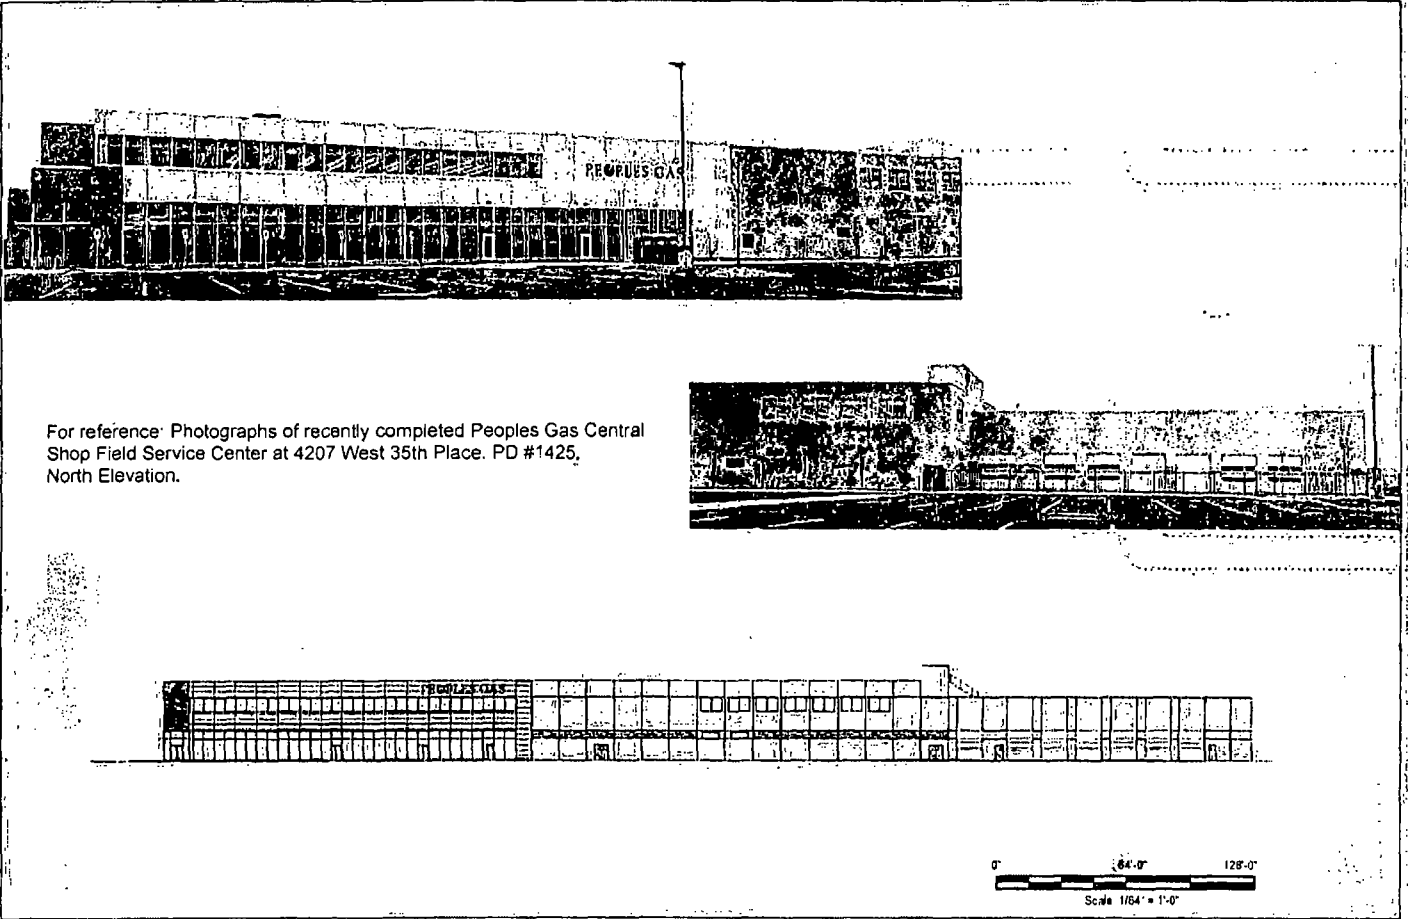 PEOPLES GAS
For reference: Photographs of recently completed Peoples Gas Central
Shop Field Service Center at 4207 West 35th Place. PD #1425,
North Elevation.
PEOPLES GAS
0" 64'-0" 128'-0"
Scale 1/64" = 1'-0"